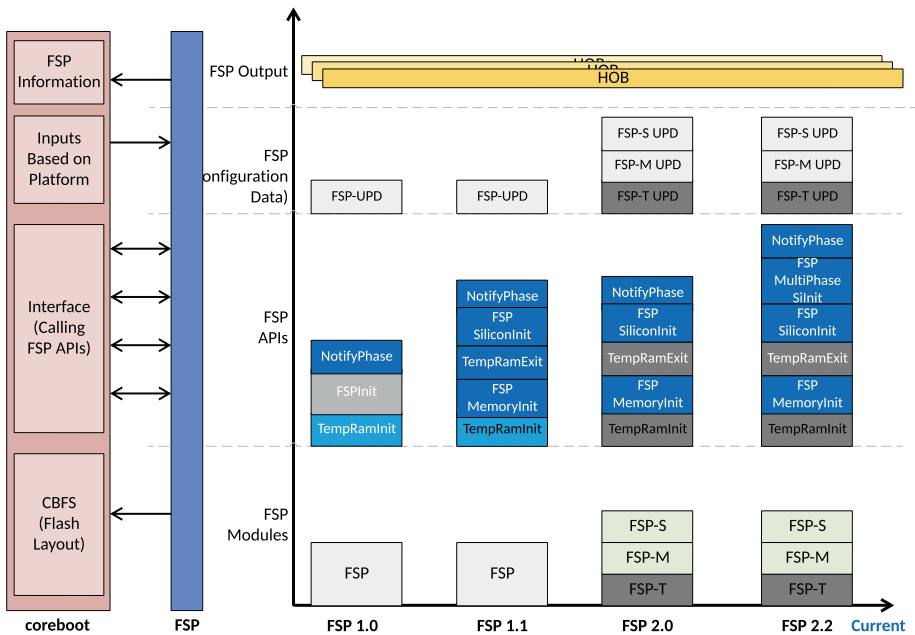 FSP
Information
Inputs
Based on
Platform
Interface
(Calling
FSP APIs)
CBFS
(Flash
Layout)
coreboot
FSP
FSP Output
HOB
HOB
HOB
FSP
onfiguration
Data)
FSP-UPD
FSP-UPD
FSP-S UPD
FSP-M UPD
FSP-T UPD
FSP-S UPD
FSP-M UPD
FSP-T UPD
FSP
APIs
NotifyPhase
FSPInit
TempRamInit
NotifyPhase
FSP
SiliconInit
TempRamExit
FSP
MemoryInit
TempRamInit
NotifyPhase
FSP
SiliconInit
TempRamExit
FSP
MemoryInit
TempRamInit
NotifyPhase
FSP
MultiPhase
SiInit
FSP
SiliconInit
TempRamExit
FSP
MemoryInit
TempRamInit
FSP
Modules
FSP
FSP
FSP-S
FSP-M
FSP-T
FSP-S
FSP-M
FSP-T
FSP 1.0
FSP 1.1
FSP 2.0
FSP 2.2
Current